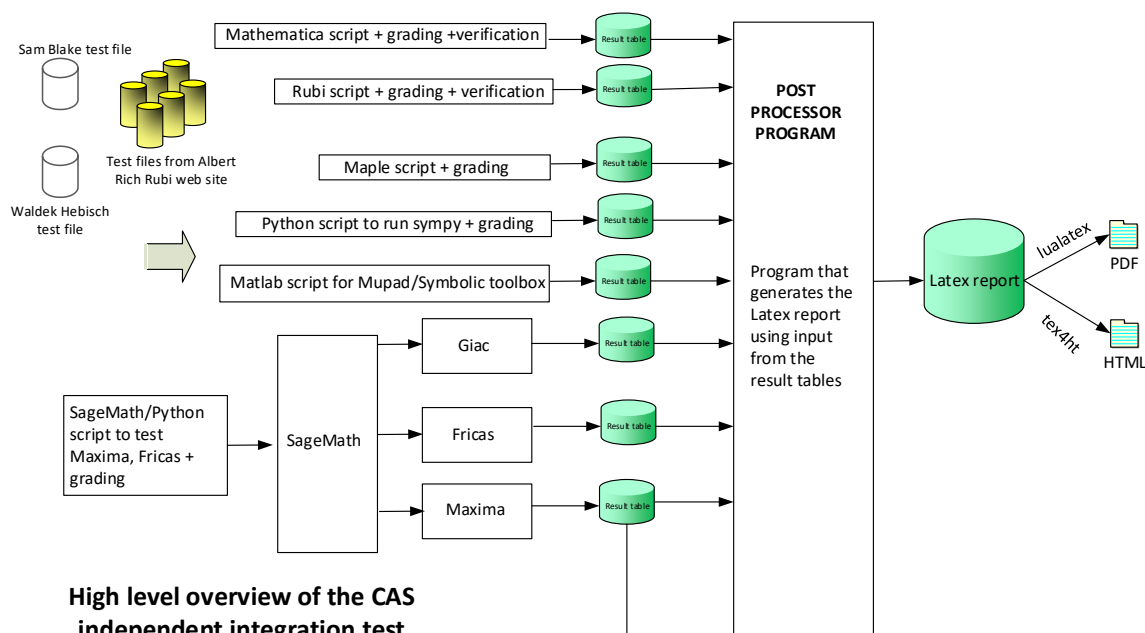 Sam Blake test file
Waldek Hebisch
test file
Test files from Albert
Rich Rubi web site
Mathematica script + grading +verification
Result table
Rubi script + grading + verification
Result table
Maple script + grading
Result table
Python script to run sympy + grading
Result table
Matlab script for Mupad/Symbolic toolbox
Result table
SageMath/Python
script to test
Maxima, Fricas +
grading
SageMath
Giac
Result table
Fricas
Result table
Maxima
Result table
POST
PROCESSOR
PROGRAM
Program that
generates the
Latex report
using input
from the
result tables
Latex report
lualatex
PDF
tex4ht
HTML
High level overview of the CAS
independent integration test